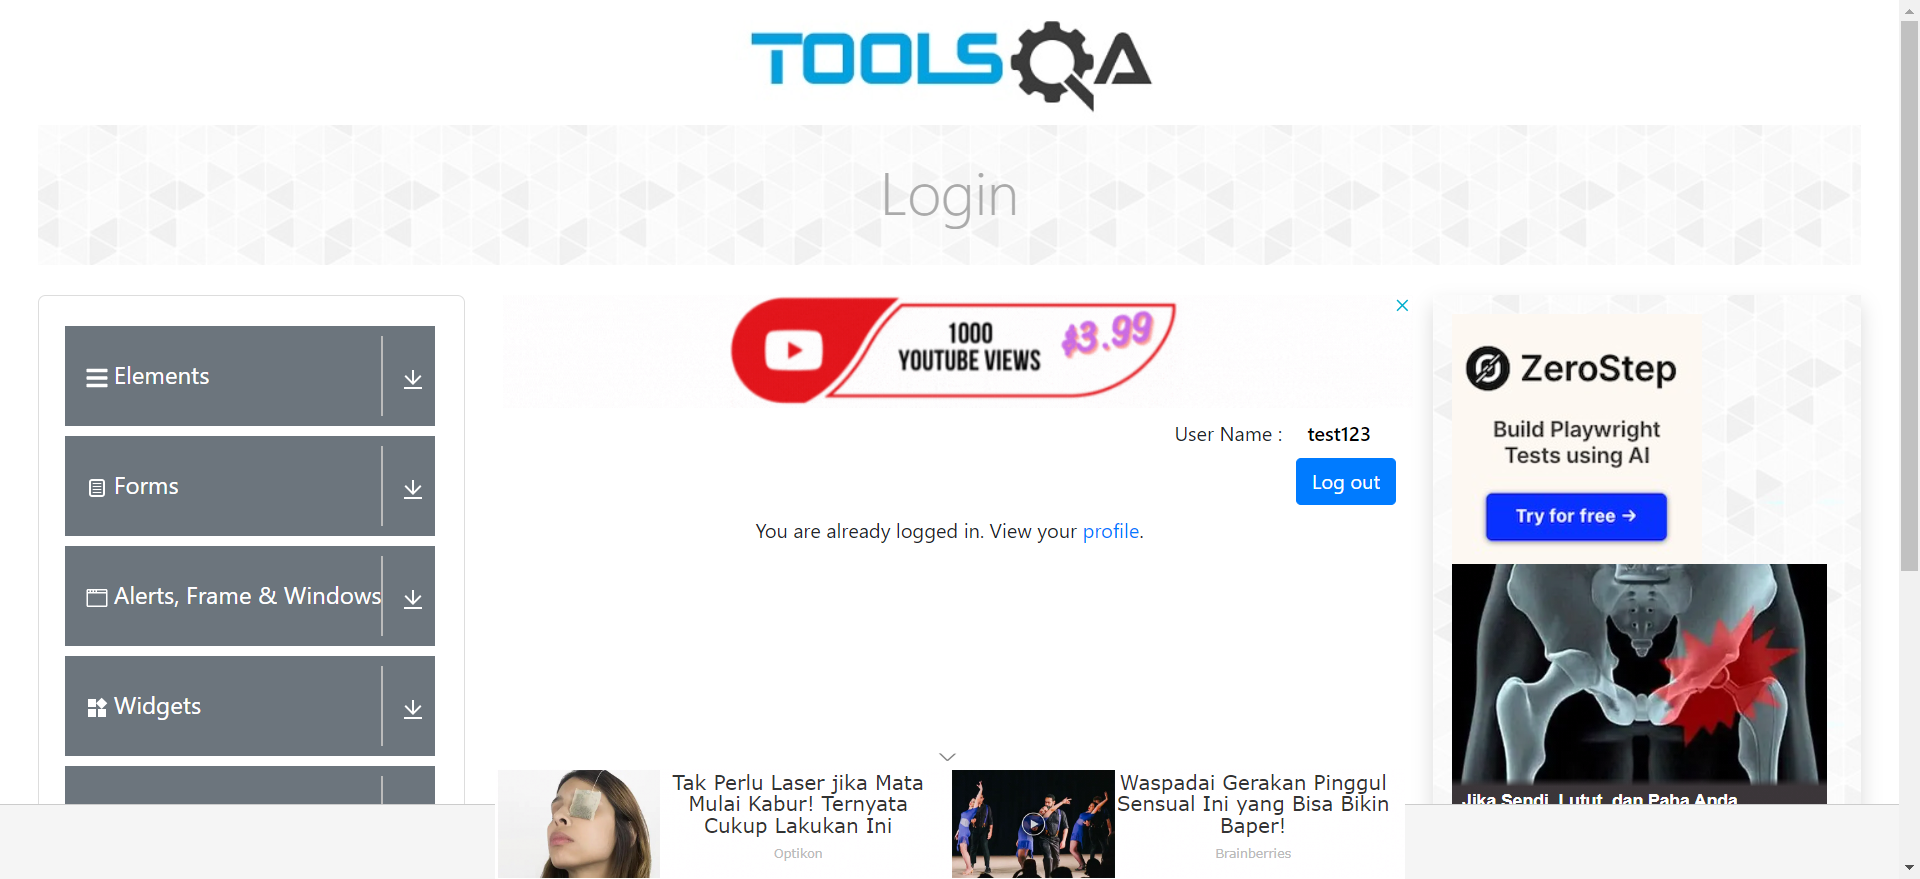 TOOLSQA
Login
Elements
Forms
Alerts, Frame & Windows
Widgets
1000
YOUTUBE VIEWS
$3.99
User Name : test123
Log out
You are already logged in. View your profile.
Tak Perlu Laser jika Mata
Mulai Kabur! Ternyata
Cukup Lakukan Ini
Optikon
Waspadai Gerakan Pinggul
Sensual Ini yang Bisa Bikin
Baper!
Brainberries
ZeroStep
Build Playwright
Tests using AI
Try for free →
Jika Sendi, Lutut, dan Paha Anda